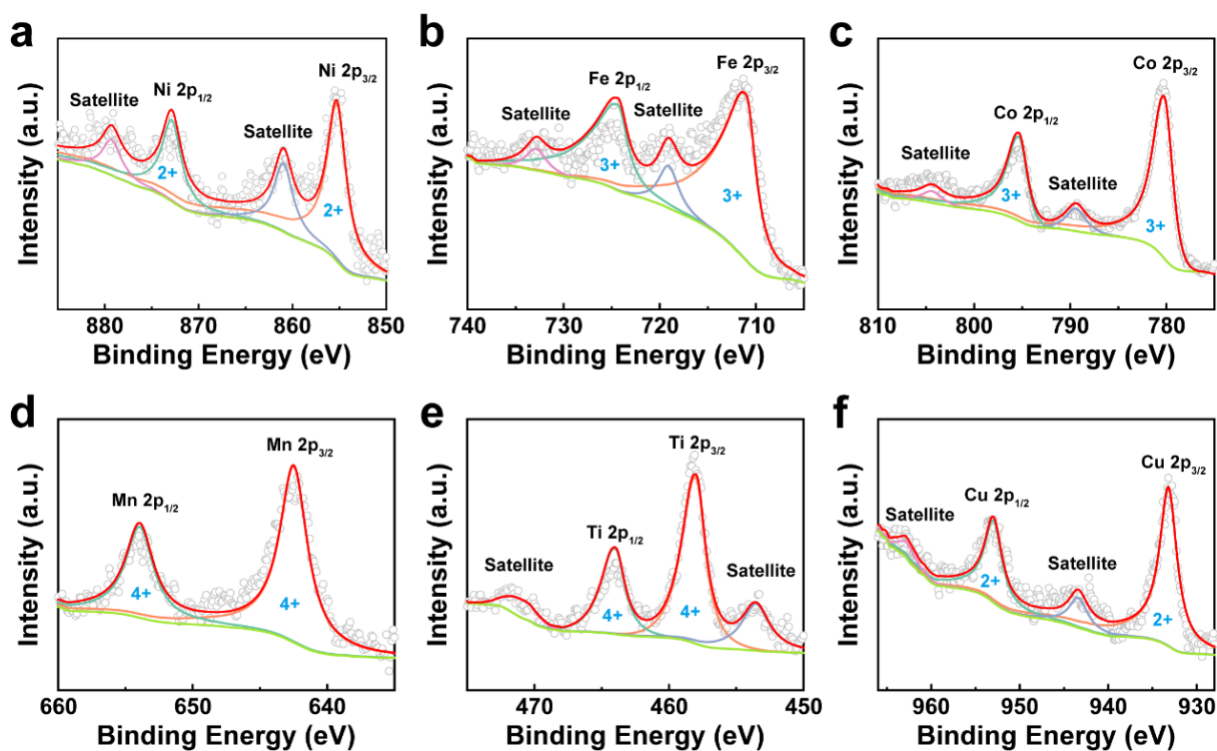 a
Ni 2p3/2
Ni 2p1/2
Satellite
Satellite
2+
2+
Intensity (a.u.)
880 870 860 850
Binding Energy (eV)
b
Fe 2p3/2
Fe 2p1/2
Satellite
Satellite
3+
3+
Intensity (a.u.)
740 730 720 710
Binding Energy (eV)
c
Co 2p3/2
Co 2p1/2
Satellite
Satellite
3+
3+
Intensity (a.u.)
810 800 790 780
Binding Energy (eV)
d
Mn 2p3/2
Mn 2p1/2
4+
4+
Intensity (a.u.)
660 650 640
Binding Energy (eV)
e
Ti 2p3/2
Ti 2p1/2
Satellite
Satellite
4+
4+
Intensity (a.u.)
470 460 450
Binding Energy (eV)
f
Cu 2p3/2
Cu 2p1/2
Satellite
Satellite
2+
2+
Intensity (a.u.)
960 950 940 930
Binding Energy (eV)